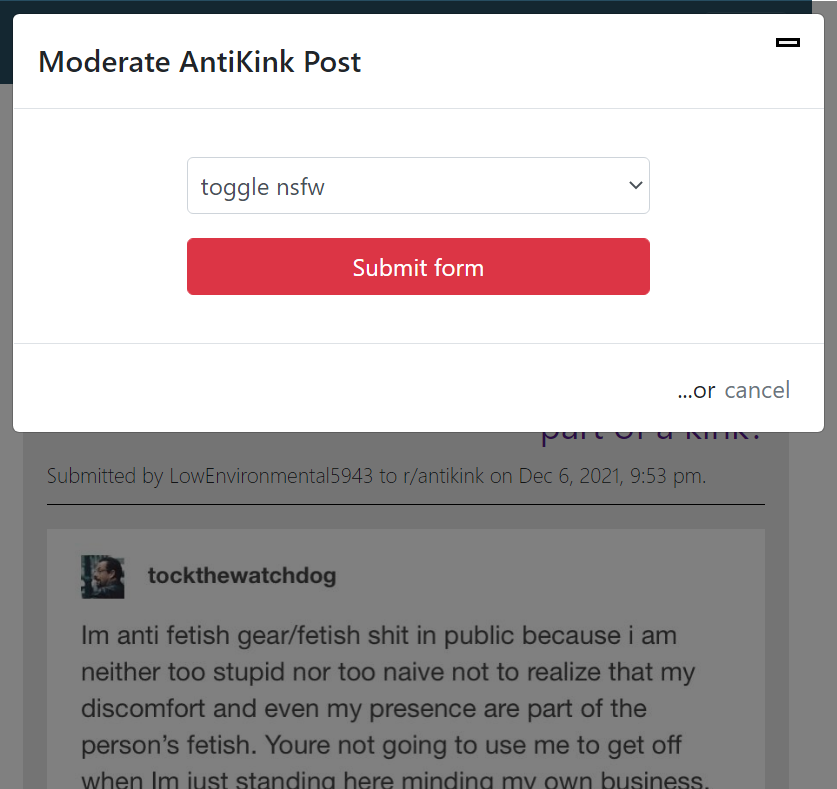 Moderate AntiKink Post
toggle nsfw
Submit form
...or cancel
part of a kink?
Submitted by LowEnvironmental5943 to r/antikink on Dec 6, 2021, 9:53 pm.
tockthewatchdog
Im anti fetish gear/fetish shit in public because i am
neither too stupid nor too naive not to realize that my
discomfort and even my presence are part of the
person’s fetish. Youre not going to use me to get off
when Im just standing here minding my own business.